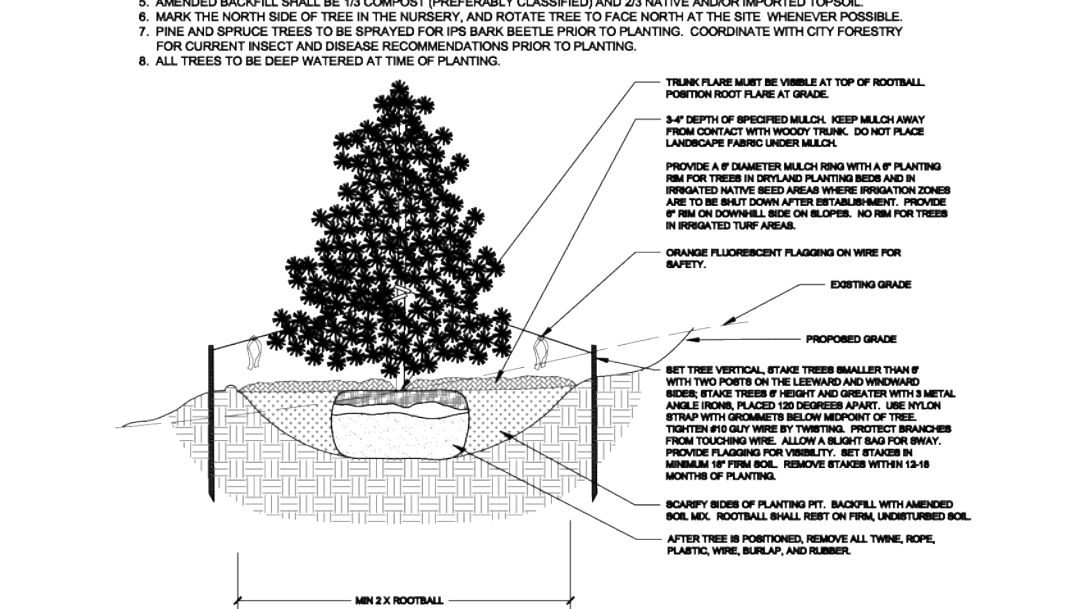 5. AMENDED BACKFILL SHALL BE 1/3 COMPOST (PREFERABLY CLASSIFIED) AND 2/3 NATIVE AND/OR IMPORTED TOPSOIL.
6. MARK THE NORTH SIDE OF TREE IN THE NURSERY, AND ROTATE TREE TO FACE NORTH AT THE SITE WHENEVER POSSIBLE.
7. PINE AND SPRUCE TREES TO BE SPRAYED FOR IPS BARK BEETLE PRIOR TO PLANTING. COORDINATE WITH CITY FORESTRY
FOR CURRENT INSECT AND DISEASE RECOMMENDATIONS PRIOR TO PLANTING.
8. ALL TREES TO BE DEEP WATERED AT TIME OF PLANTING.
TRUNK FLARE MUST BE VISIBLE AT TOP OF ROOTBALL.
POSITION ROOT FLARE AT GRADE.
3-4" DEPTH OF SPECIFIED MULCH. KEEP MULCH AWAY
FROM CONTACT WITH WOODY TRUNK. DO NOT PLACE
LANDSCAPE FABRIC UNDER MULCH.
PROVIDE A 6' DIAMETER MULCH RING WITH A 6" PLANTING
RIM FOR TREES IN DRYLAND PLANTING BEDS AND IN
IRRIGATED NATIVE SEED AREAS WHERE IRRIGATION ZONES
ARE TO BE SHUT DOWN AFTER ESTABLISHMENT. PROVIDE
6" RIM ON DOWNHILL SIDE ON SLOPES. NO RIM FOR TREES
IN IRRIGATED TURF AREAS.
ORANGE FLUORESCENT FLAGGING ON WIRE FOR
SAFETY.
EXISTING GRADE
PROPOSED GRADE
SET TREE VERTICAL, STAKE TREES SMALLER THAN 6'
WITH TWO POSTS ON THE LEEWARD AND WINDWARD
SIDES; STAKE TREES 6' HEIGHT AND GREATER WITH 3 METAL
ANGLE IRONS, PLACED 120 DEGREES APART. USE NYLON
STRAP WITH GROMMETS BELOW MIDPOINT OF TREE.
TIGHTEN #10 GUY WIRE BY TWISTING. PROTECT BRANCHES
FROM TOUCHING WIRE. ALLOW A SLIGHT SAG FOR SWAY.
PROVIDE FLAGGING FOR VISIBILITY. SET STAKES IN
MINIMUM 18" FIRM SOIL. REMOVE STAKES WITHIN 12-18
MONTHS OF PLANTING.
SCARIFY SIDES OF PLANTING PIT. BACKFILL WITH AMENDED
SOIL MIX. ROOTBALL SHALL REST ON FIRM, UNDISTURBED SOIL.
AFTER TREE IS POSITIONED, REMOVE ALL TWINE, ROPE,
PLASTIC, WIRE, BURLAP, AND RUBBER.
MIN 2 X ROOTBALL